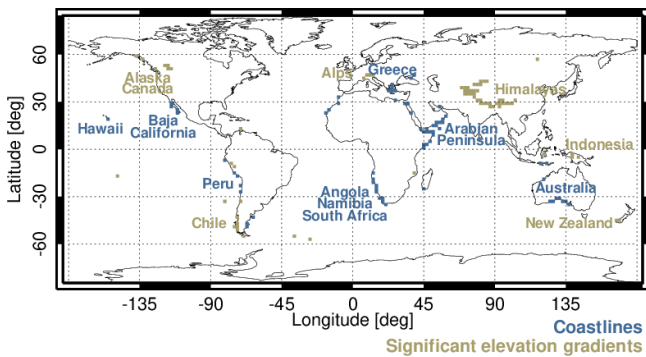 60
30
0
-30
-60
Latitude [deg]
Alaska
Canada
Hawaii
Baja
California
Peru
Chile
Alps
Greece
Himalayas
Arabian
Peninsula
Indonesia
Angola
Namibia
South Africa
Australia
New Zealand
-135 -90 -45 0 45 90 135
Longitude [deg]
Coastlines
Significant elevation gradients